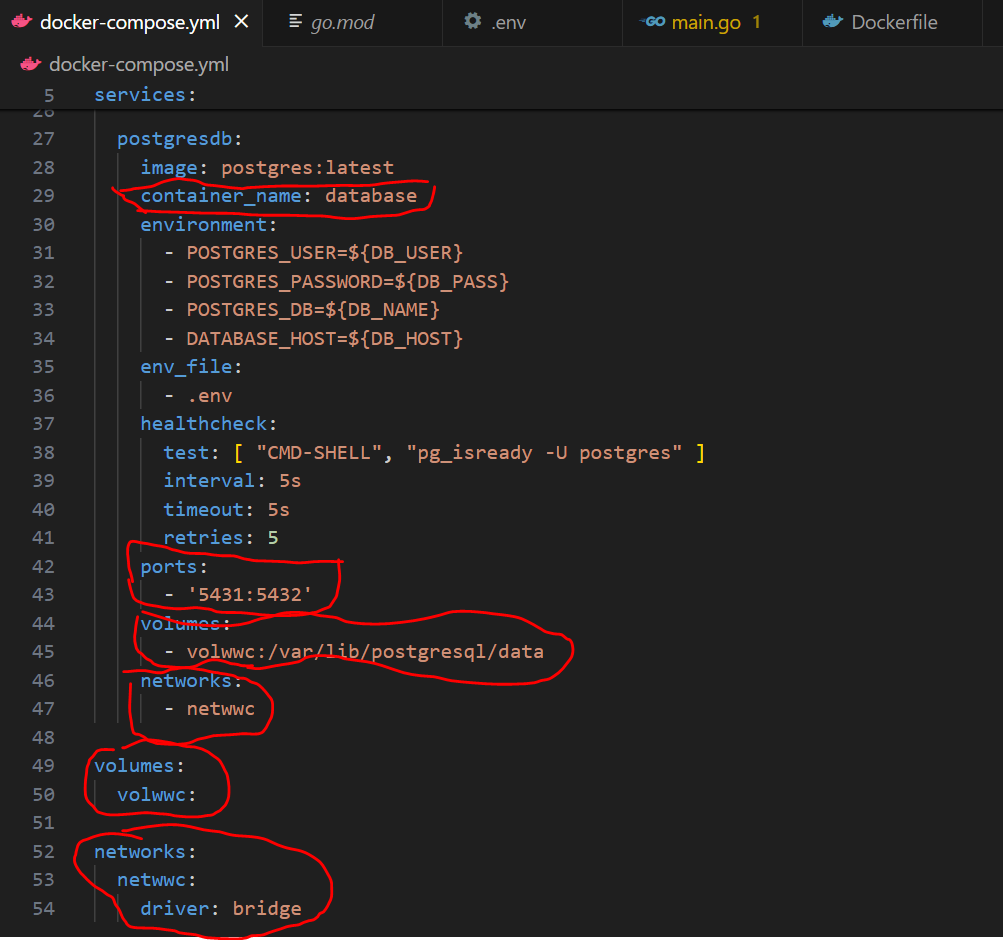 docker-compose.yml go.mod .env main.go 1 Dockerfile
docker-compose.yml
5 services:
26
27 postgresdb:
28 image: postgres:latest
29 container_name: database
30 environment:
31 - POSTGRES_USER=${DB_USER}
32 - POSTGRES_PASSWORD=${DB_PASS}
33 - POSTGRES_DB=${DB_NAME}
34 - DATABASE_HOST=${DB_HOST}
35 env_file:
36 - .env
37 healthcheck:
38 test: [ "CMD-SHELL", "pg_isready -U postgres" ]
39 interval: 5s
40 timeout: 5s
41 retries: 5
42 ports:
43 - '5431:5432'
44 volumes:
45 - volwwc:/var/lib/postgresql/data
46 networks:
47 - netwwc
48
49 volumes:
50 volwwc:
51
52 networks:
53 netwwc:
54 driver: bridge